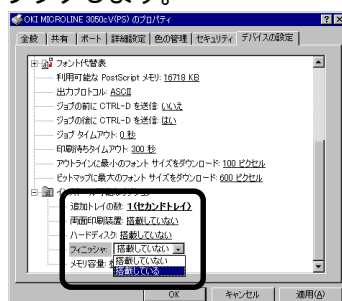 クします。
OKI MICROLINE 3050cV(PS) のプロパティ
全般 共有 ポート 詳細設定 色の管理 セキュリティ デバイスの設定
フォント代替表
利用可能な PostScript メモリ: 16718 KB
出力プロトコル: ASCII
ジョブの前に CTRL-D を送信: いいえ
ジョブの後に CTRL-D を送信: はい
ジョブ タイムアウト: 0 秒
印刷待ちタイムアウト: 300 秒
アウトラインに最小のフォント サイズをダウンロード: 100 ピクセル
ビットマップに最大のフォント サイズをダウンロード: 600 ピクセル
追加トレイの数: 1(セカンドトレイ)
両面印刷装置: 搭載していない
ハードディスク: 搭載していない
フィニッシャ: 搭載していない
メモリ容量: 搭載していない
搭載している
OK キャンセル 適用(A)